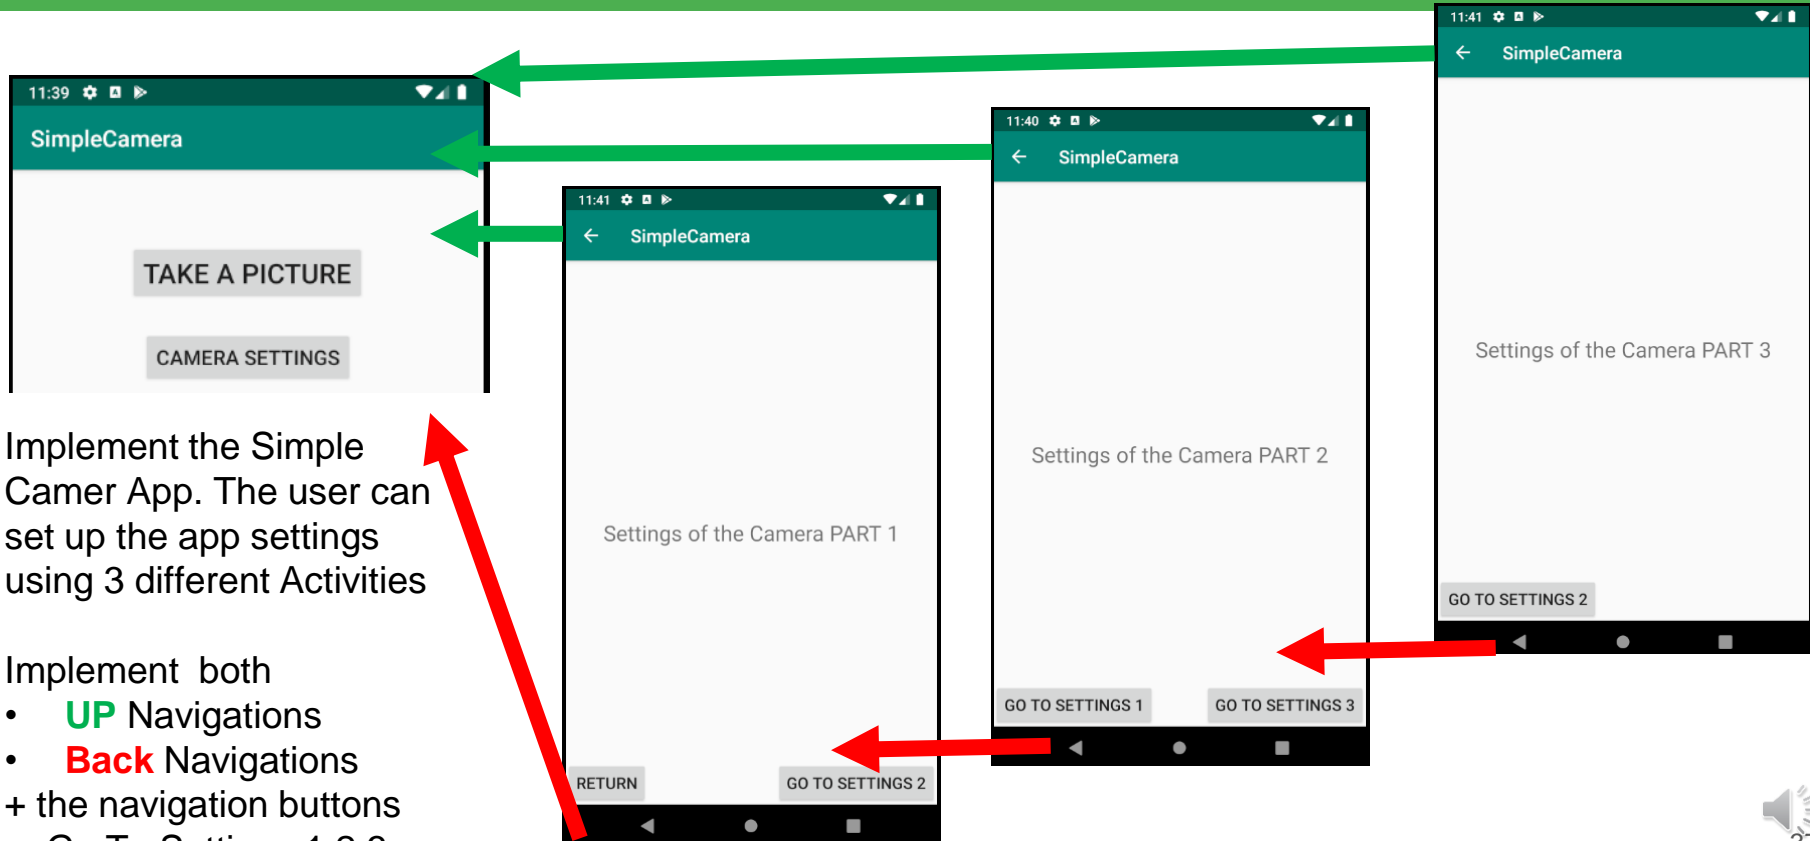 11:39
SimpleCamera
TAKE A PICTURE
CAMERA SETTINGS
Implement the Simple
Camer App. The user can
set up the app settings
using 3 different Activities
Implement both
• UP Navigations
• Back Navigations
+ the navigation buttons
11:41
SimpleCamera
Settings of the Camera PART 1
RETURN
GO TO SETTINGS 2
11:40
SimpleCamera
Settings of the Camera PART 2
GO TO SETTINGS 1
GO TO SETTINGS 3
11:41
SimpleCamera
Settings of the Camera PART 3
GO TO SETTINGS 2